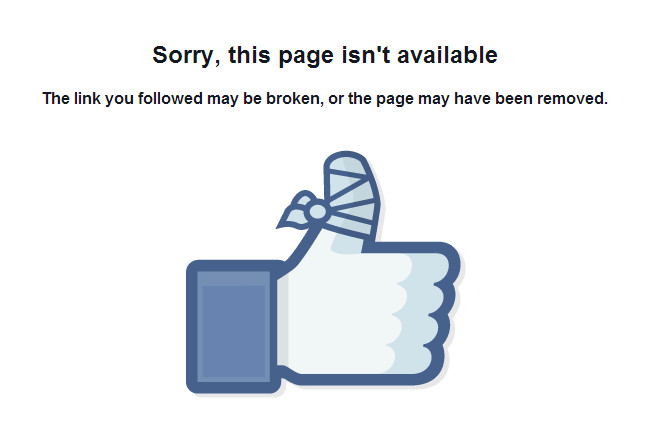 Sorry, this page isn't available
The link you followed may be broken, or the page may have been removed.